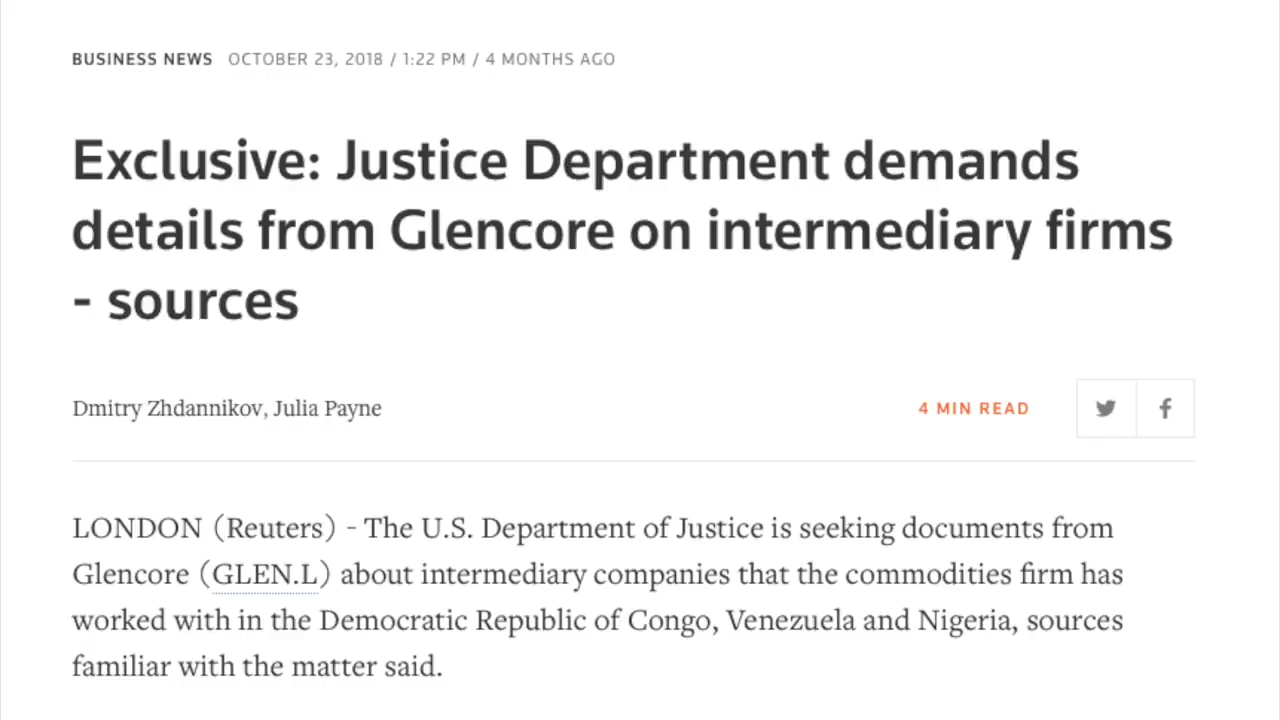 BUSINESS NEWS OCTOBER 23, 2018 / 1:22 PM / 4 MONTHS AGO
Exclusive: Justice Department demands
details from Glencore on intermediary firms
- sources
Dmitry Zhdannikov, Julia Payne 4 MIN READ
LONDON (Reuters) - The U.S. Department of Justice is seeking documents from
Glencore (GLEN.L) about intermediary companies that the commodities firm has
worked with in the Democratic Republic of Congo, Venezuela and Nigeria, sources
familiar with the matter said.